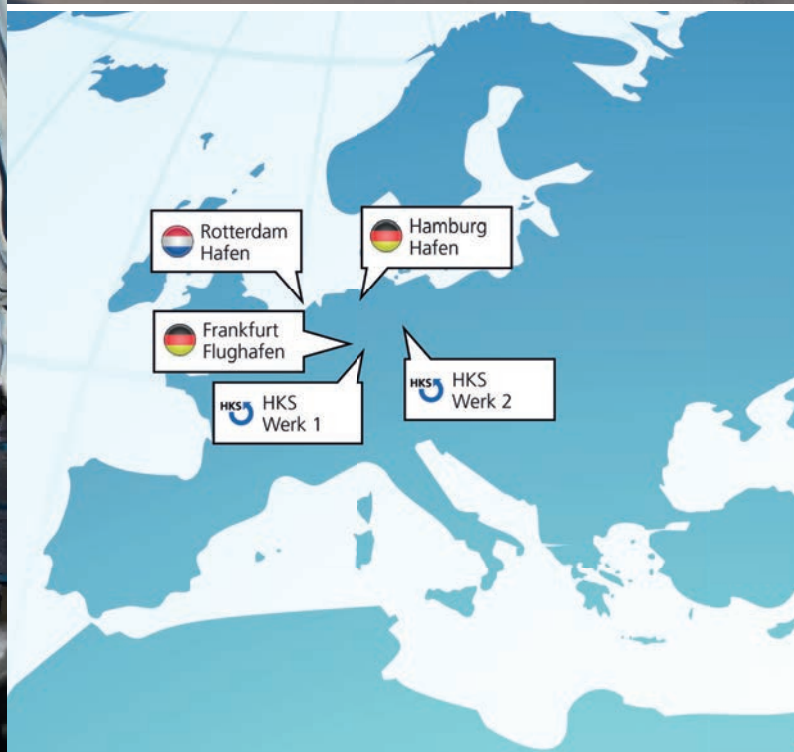 Rotterdam
Hafen
Hamburg
Hafen
Frankfurt
Flughafen
HKS
HKS
Werk 1
HKS
HKS
Werk 2